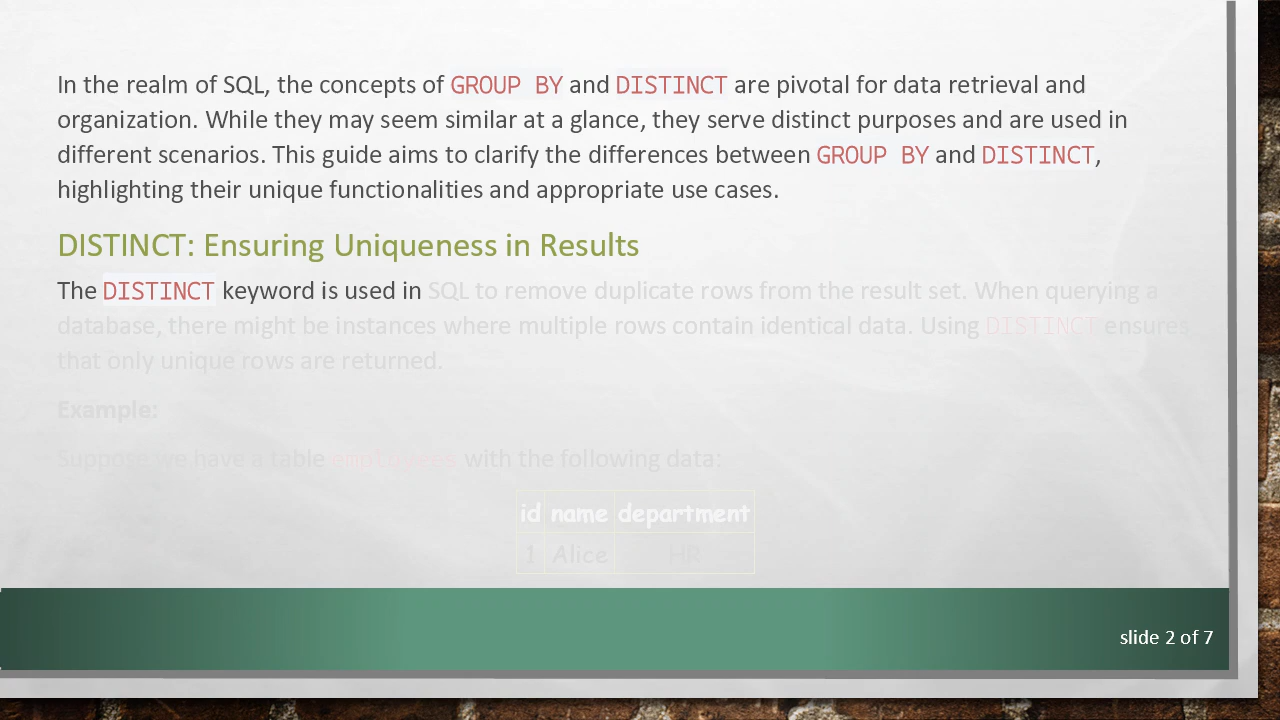 In the realm of SQL, the concepts of GROUP BY and DISTINCT are pivotal for data retrieval and
organization. While they may seem similar at a glance, they serve distinct purposes and are used in
different scenarios. This guide aims to clarify the differences between GROUP BY and DISTINCT,
highlighting their unique functionalities and appropriate use cases.
DISTINCT: Ensuring Uniqueness in Results
The DISTINCT keyword is used in SQL to remove duplicate rows from the result set. When querying a
database, there might be instances where multiple rows contain identical data. Using DISTINCT ensures
that only unique rows are returned.
Example:
Suppose we have a table employees with the following data:
id name department
1 Alice HR
slide 2 of 7